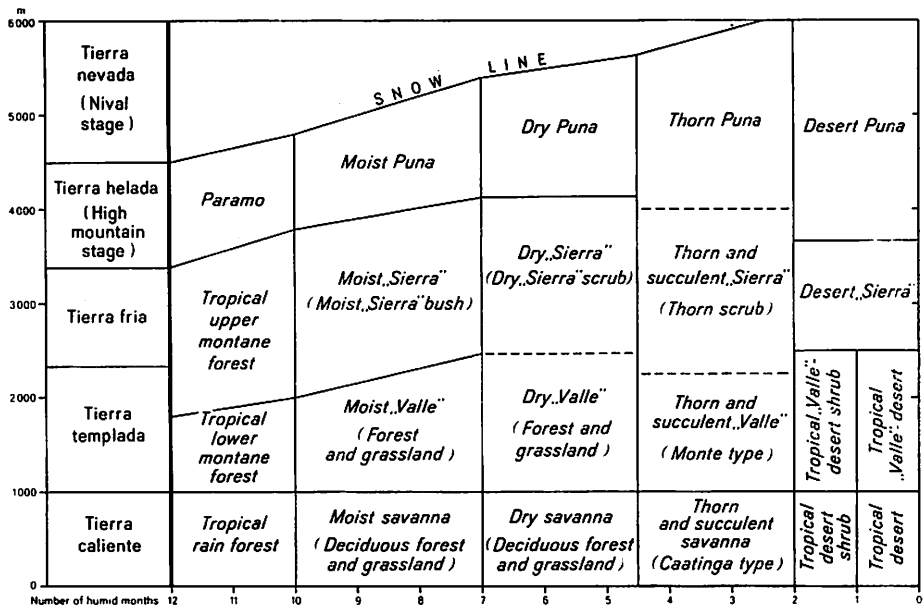 m
6000
5000
4000
3000
2000
1000
0
Tierra
nevada
(Nival
stage)
Tierra helada
(High
mountain
stage)
Tierra fria
Tierra
templada
Tierra
caliente
SNOW LINE
Paramo
Tropical
upper
montane
forest
Tropical
lower
montane
forest
Tropical
rain forest
Moist Puna
Moist „Sierra"
(Moist „Sierra" bush)
Moist „Valle"
(Forest
and grassland)
Moist savanna
(Deciduous forest
and grassland)
Dry Puna
Dry „Sierra"
(Dry „Sierra" scrub)
Dry „Valle"
(Forest and
grassland)
Dry savanna
(Deciduous forest
and grassland)
Thorn Puna
Thorn and
succulent „Sierra"
(Thorn scrub)
Thorn and
succulent „Valle"
(Monte type)
Thorn
and succulent
savanna
(Caatinga type)
Desert Puna
Desert „Sierra"
Tropical „Valle"-
desert shrub
Tropical
„Valle"-desert
Tropical
desert
shrub
Tropical
desert
Number of humid months 12 11 10 9 8 7 6 5 4 3 2 1 0